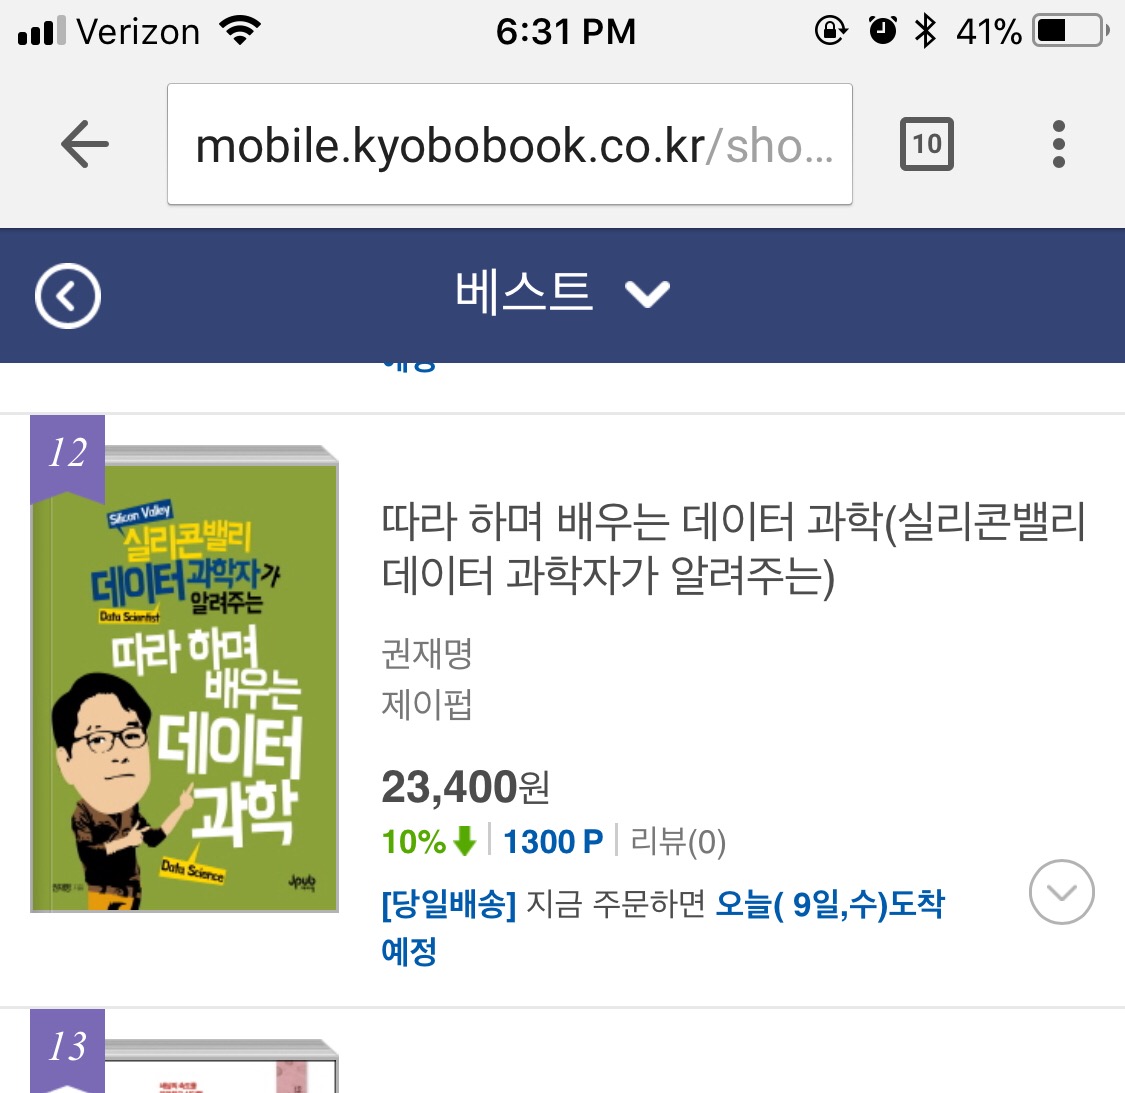 Verizon 6:31 PM 41%
mobile.kyobobook.co.kr/sho... 10
베스트
예정
12
Silicon Valley
실리콘밸리
데이터 과학자가
알려주는
Data Scientist
따라 하며
배우는
데이터
과학
Data Science
Jpub
따라 하며 배우는 데이터 과학(실리콘밸리
데이터 과학자가 알려주는)
권재명
제이펍
23,400원
10% 1300 P 리뷰(0)
[당일배송] 지금 주문하면 오늘( 9일,수)도착
예정
13